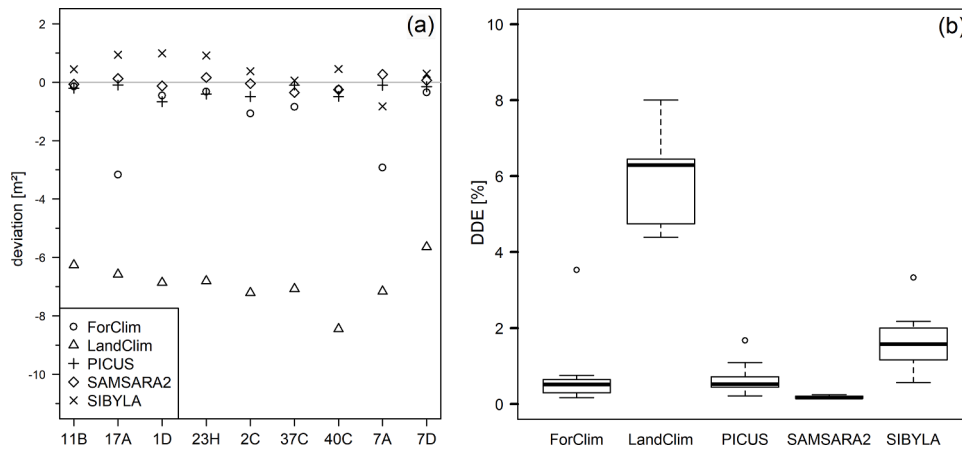 (a)
deviation [m²]
2
0
-2
-4
-6
-8
-10
ForClim
LandClim
PICUS
SAMSARA2
SIBYLA
11B 17A 1D 23H 2C 37C 40C 7A 7D
(b)
DDE [%]
10
8
6
4
2
0
ForClim LandClim PICUS SAMSARA2 SIBYLA